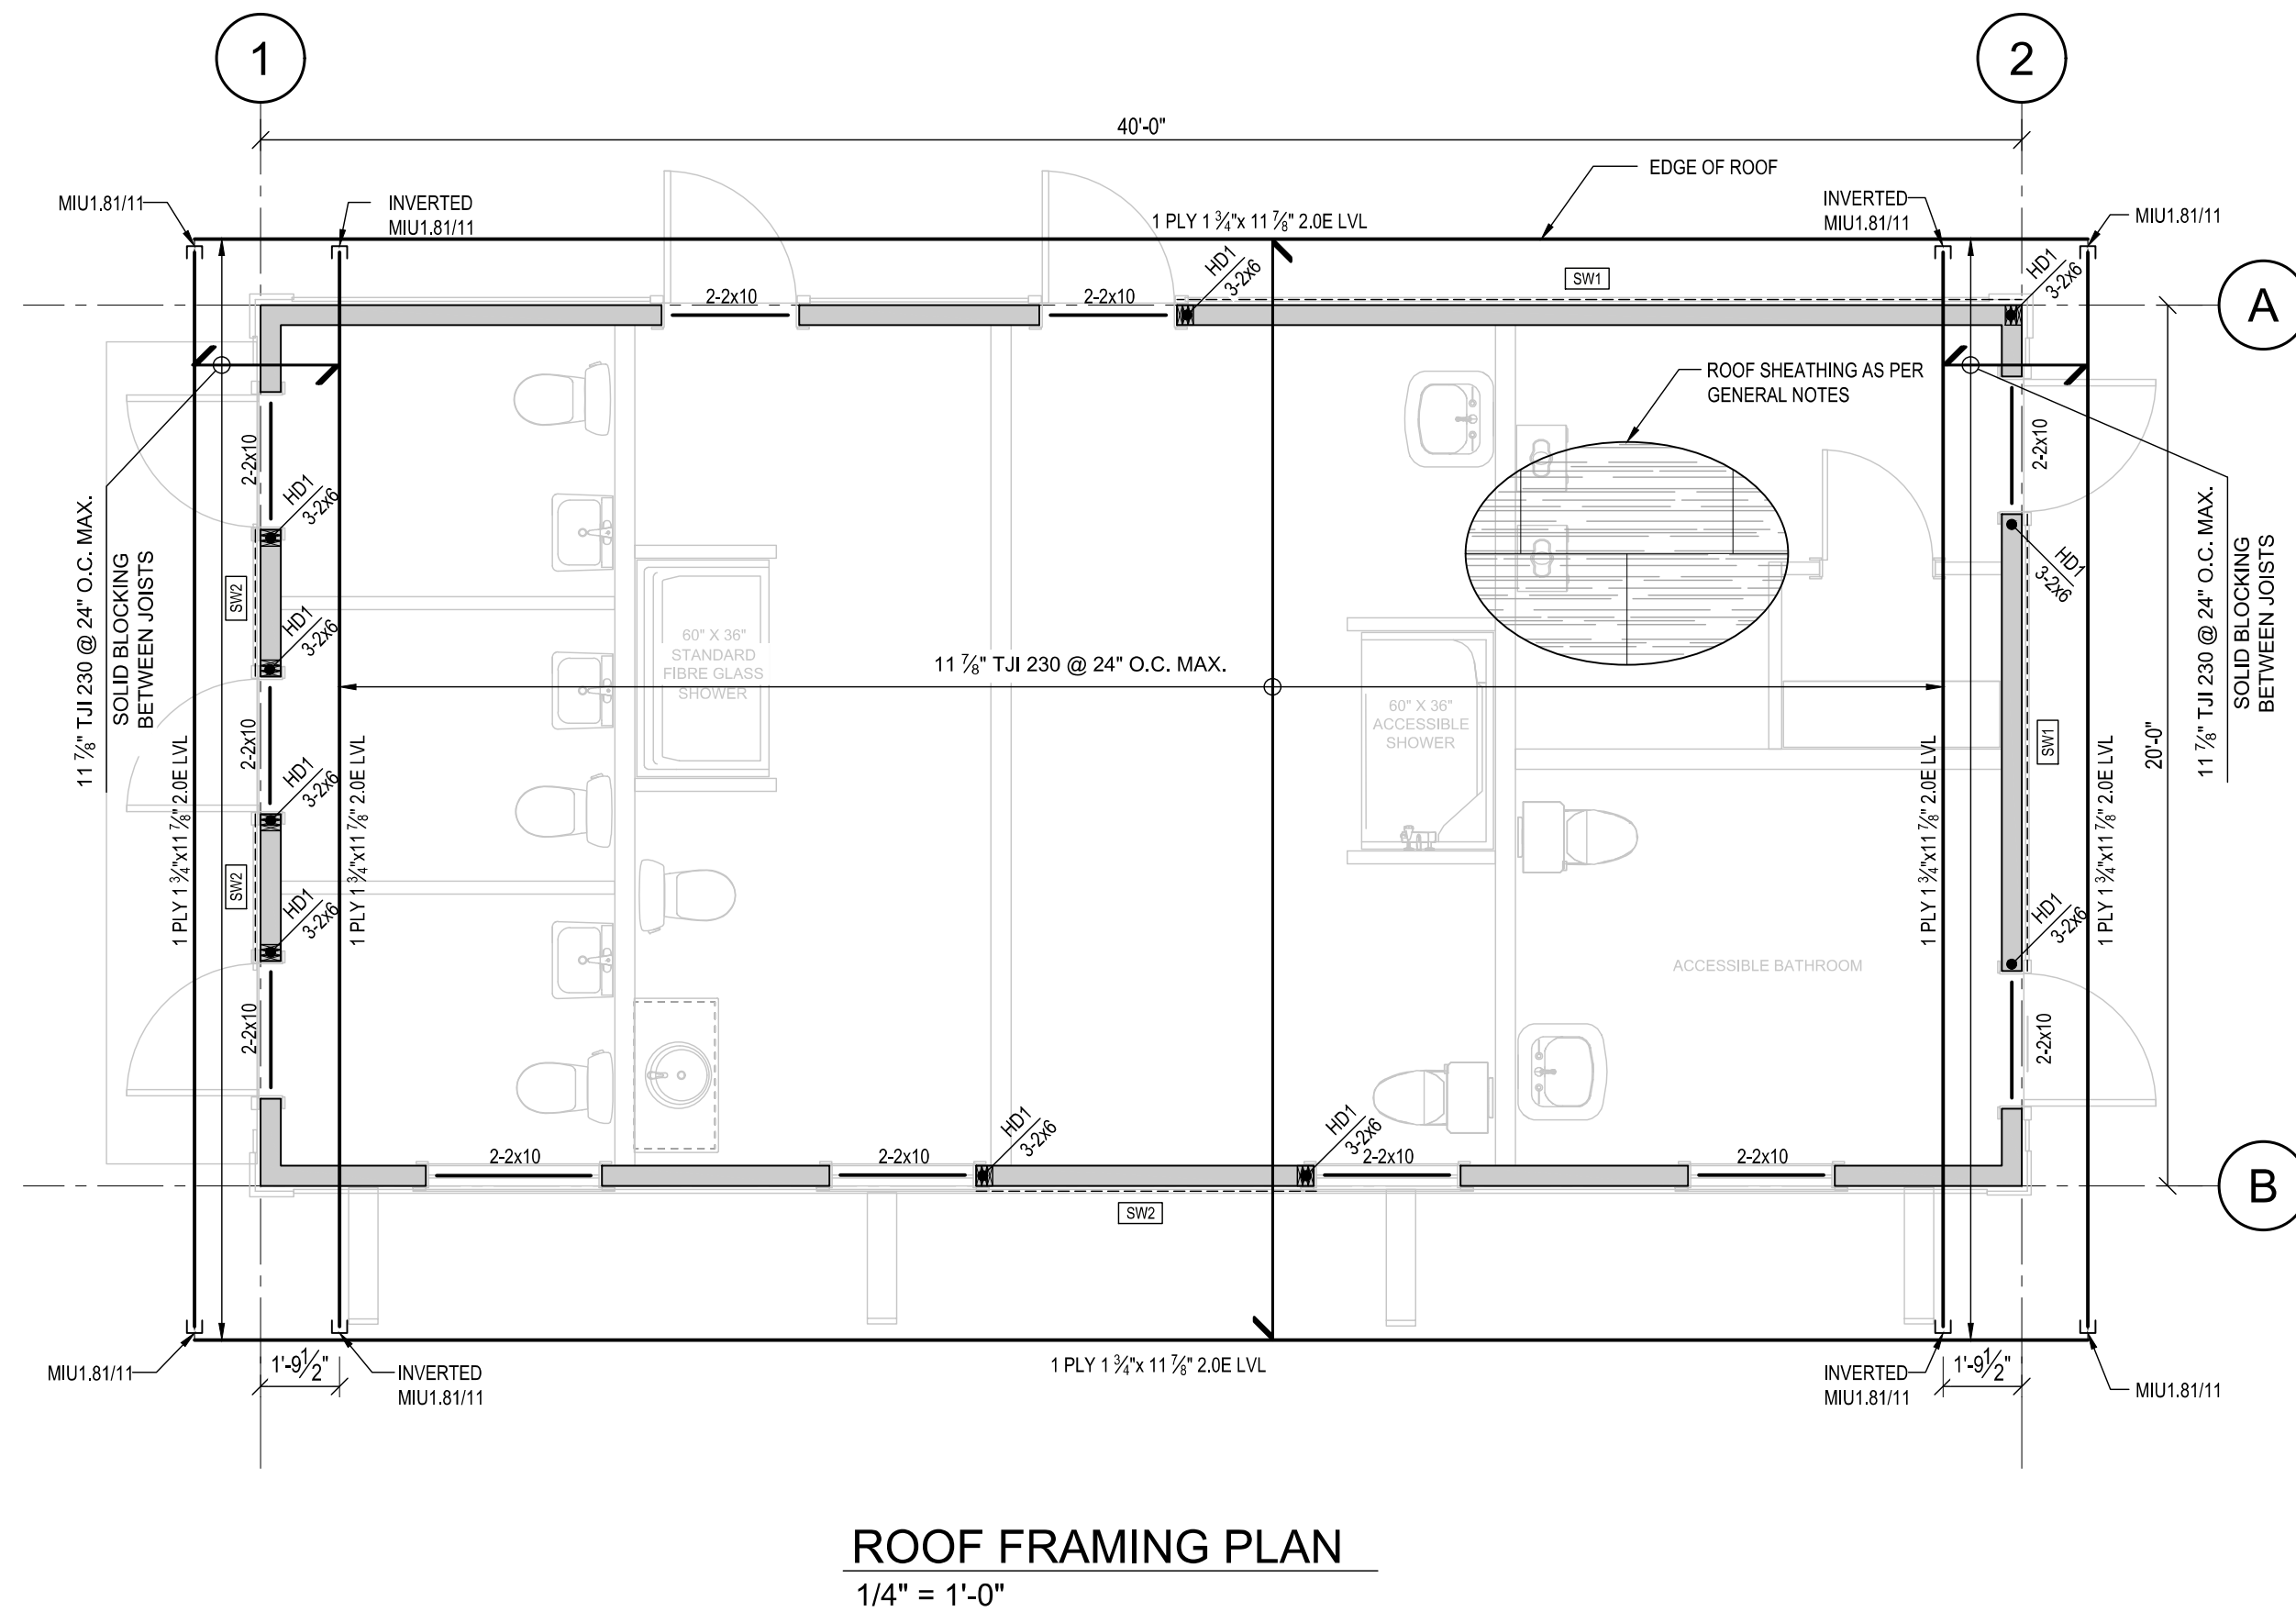 1
2
40'-0"
EDGE OF ROOF
MIU1.81/11
INVERTED
MIU1.81/11
1 PLY 1 ¾"x 11 ⅞" 2.0E LVL
INVERTED
MIU1.81/11
MIU1.81/11
HD1
3-2x6
SW1
HD1
3-2x6
A
2-2x10
2-2x10
ROOF SHEATHING AS PER
GENERAL NOTES
2-2x10
2-2x10
HD1
3-2x6
11 ⅞" TJI 230 @ 24" O.C. MAX.
SOLID BLOCKING
BETWEEN JOISTS
SW2
HD1
3-2x6
HD1
3-2x6
11 ⅞" TJI 230 @ 24" O.C. MAX.
SOLID BLOCKING
BETWEEN JOISTS
60" X 36"
STANDARD
FIBRE GLASS
SHOWER
11 ⅞" TJI 230 @ 24" O.C. MAX.
60" X 36"
ACCESSIBLE
SHOWER
2-2x10
HD1
3-2x6
SW1
20'-0"
1 PLY 1 ¾"x11 ⅞" 2.0E LVL
1 PLY 1 ¾"x11 ⅞" 2.0E LVL
1 PLY 1 ¾"x11 ⅞" 2.0E LVL
1 PLY 1 ¾"x11 ⅞" 2.0E LVL
SW2
HD1
3-2x6
HD1
3-2x6
ACCESSIBLE BATHROOM
2-2x10
2-2x10
HD1
3-2x6
HD1
3-2x6
2-2x10
2-2x10
2-2x10
2-2x10
B
SW2
MIU1.81/11
1'-9½"
INVERTED
MIU1.81/11
1 PLY 1 ¾"x 11 ⅞" 2.0E LVL
INVERTED
MIU1.81/11
1'-9½"
MIU1.81/11
ROOF FRAMING PLAN
1/4" = 1'-0"